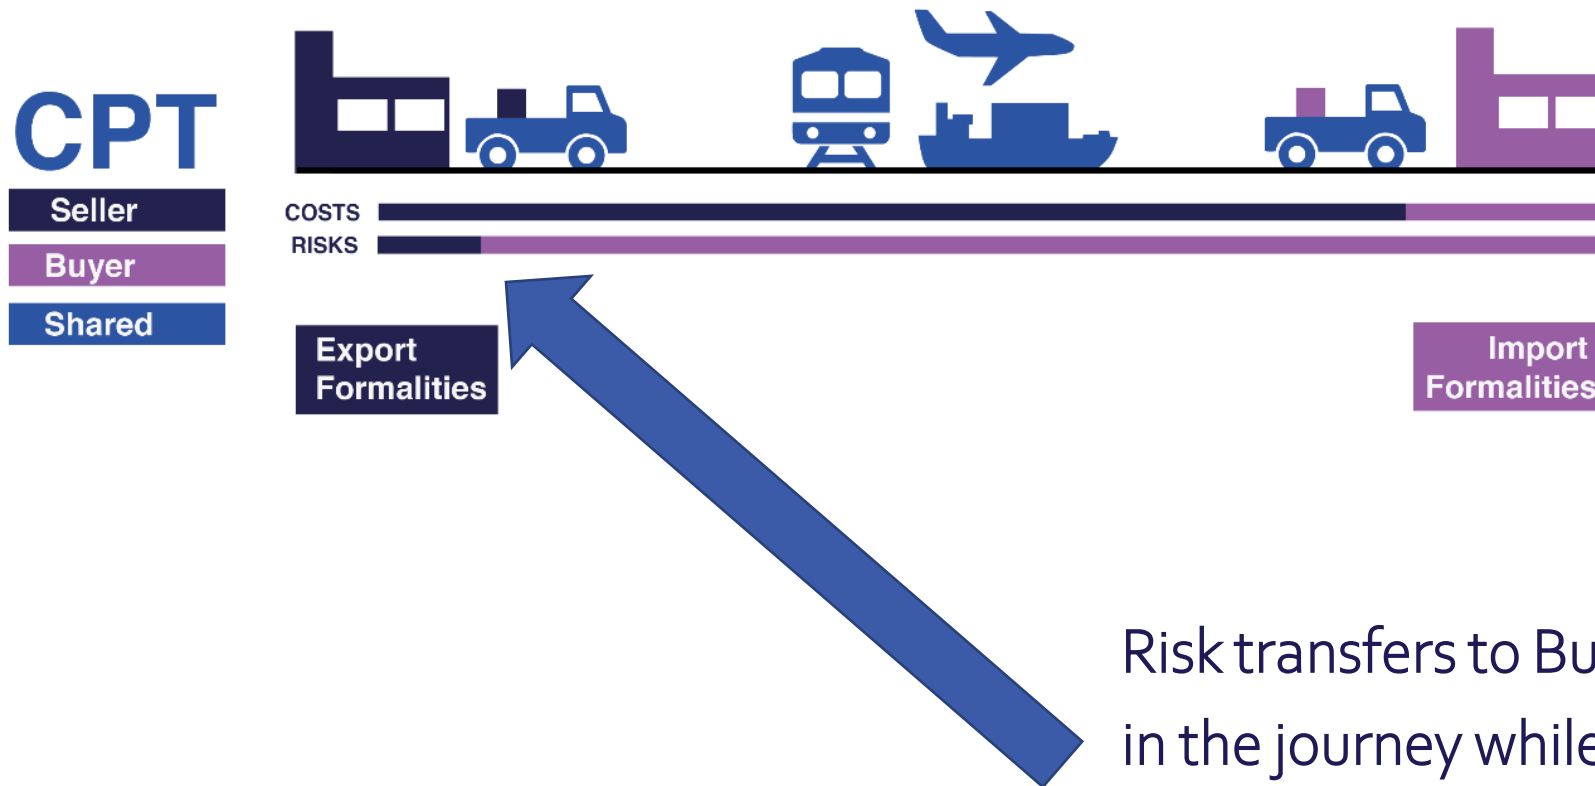 CPT
Seller
Buyer
Shared
COSTS
RISKS
Export
Formalities
Import
Formalities
Risk transfers to Bu
in the journey while